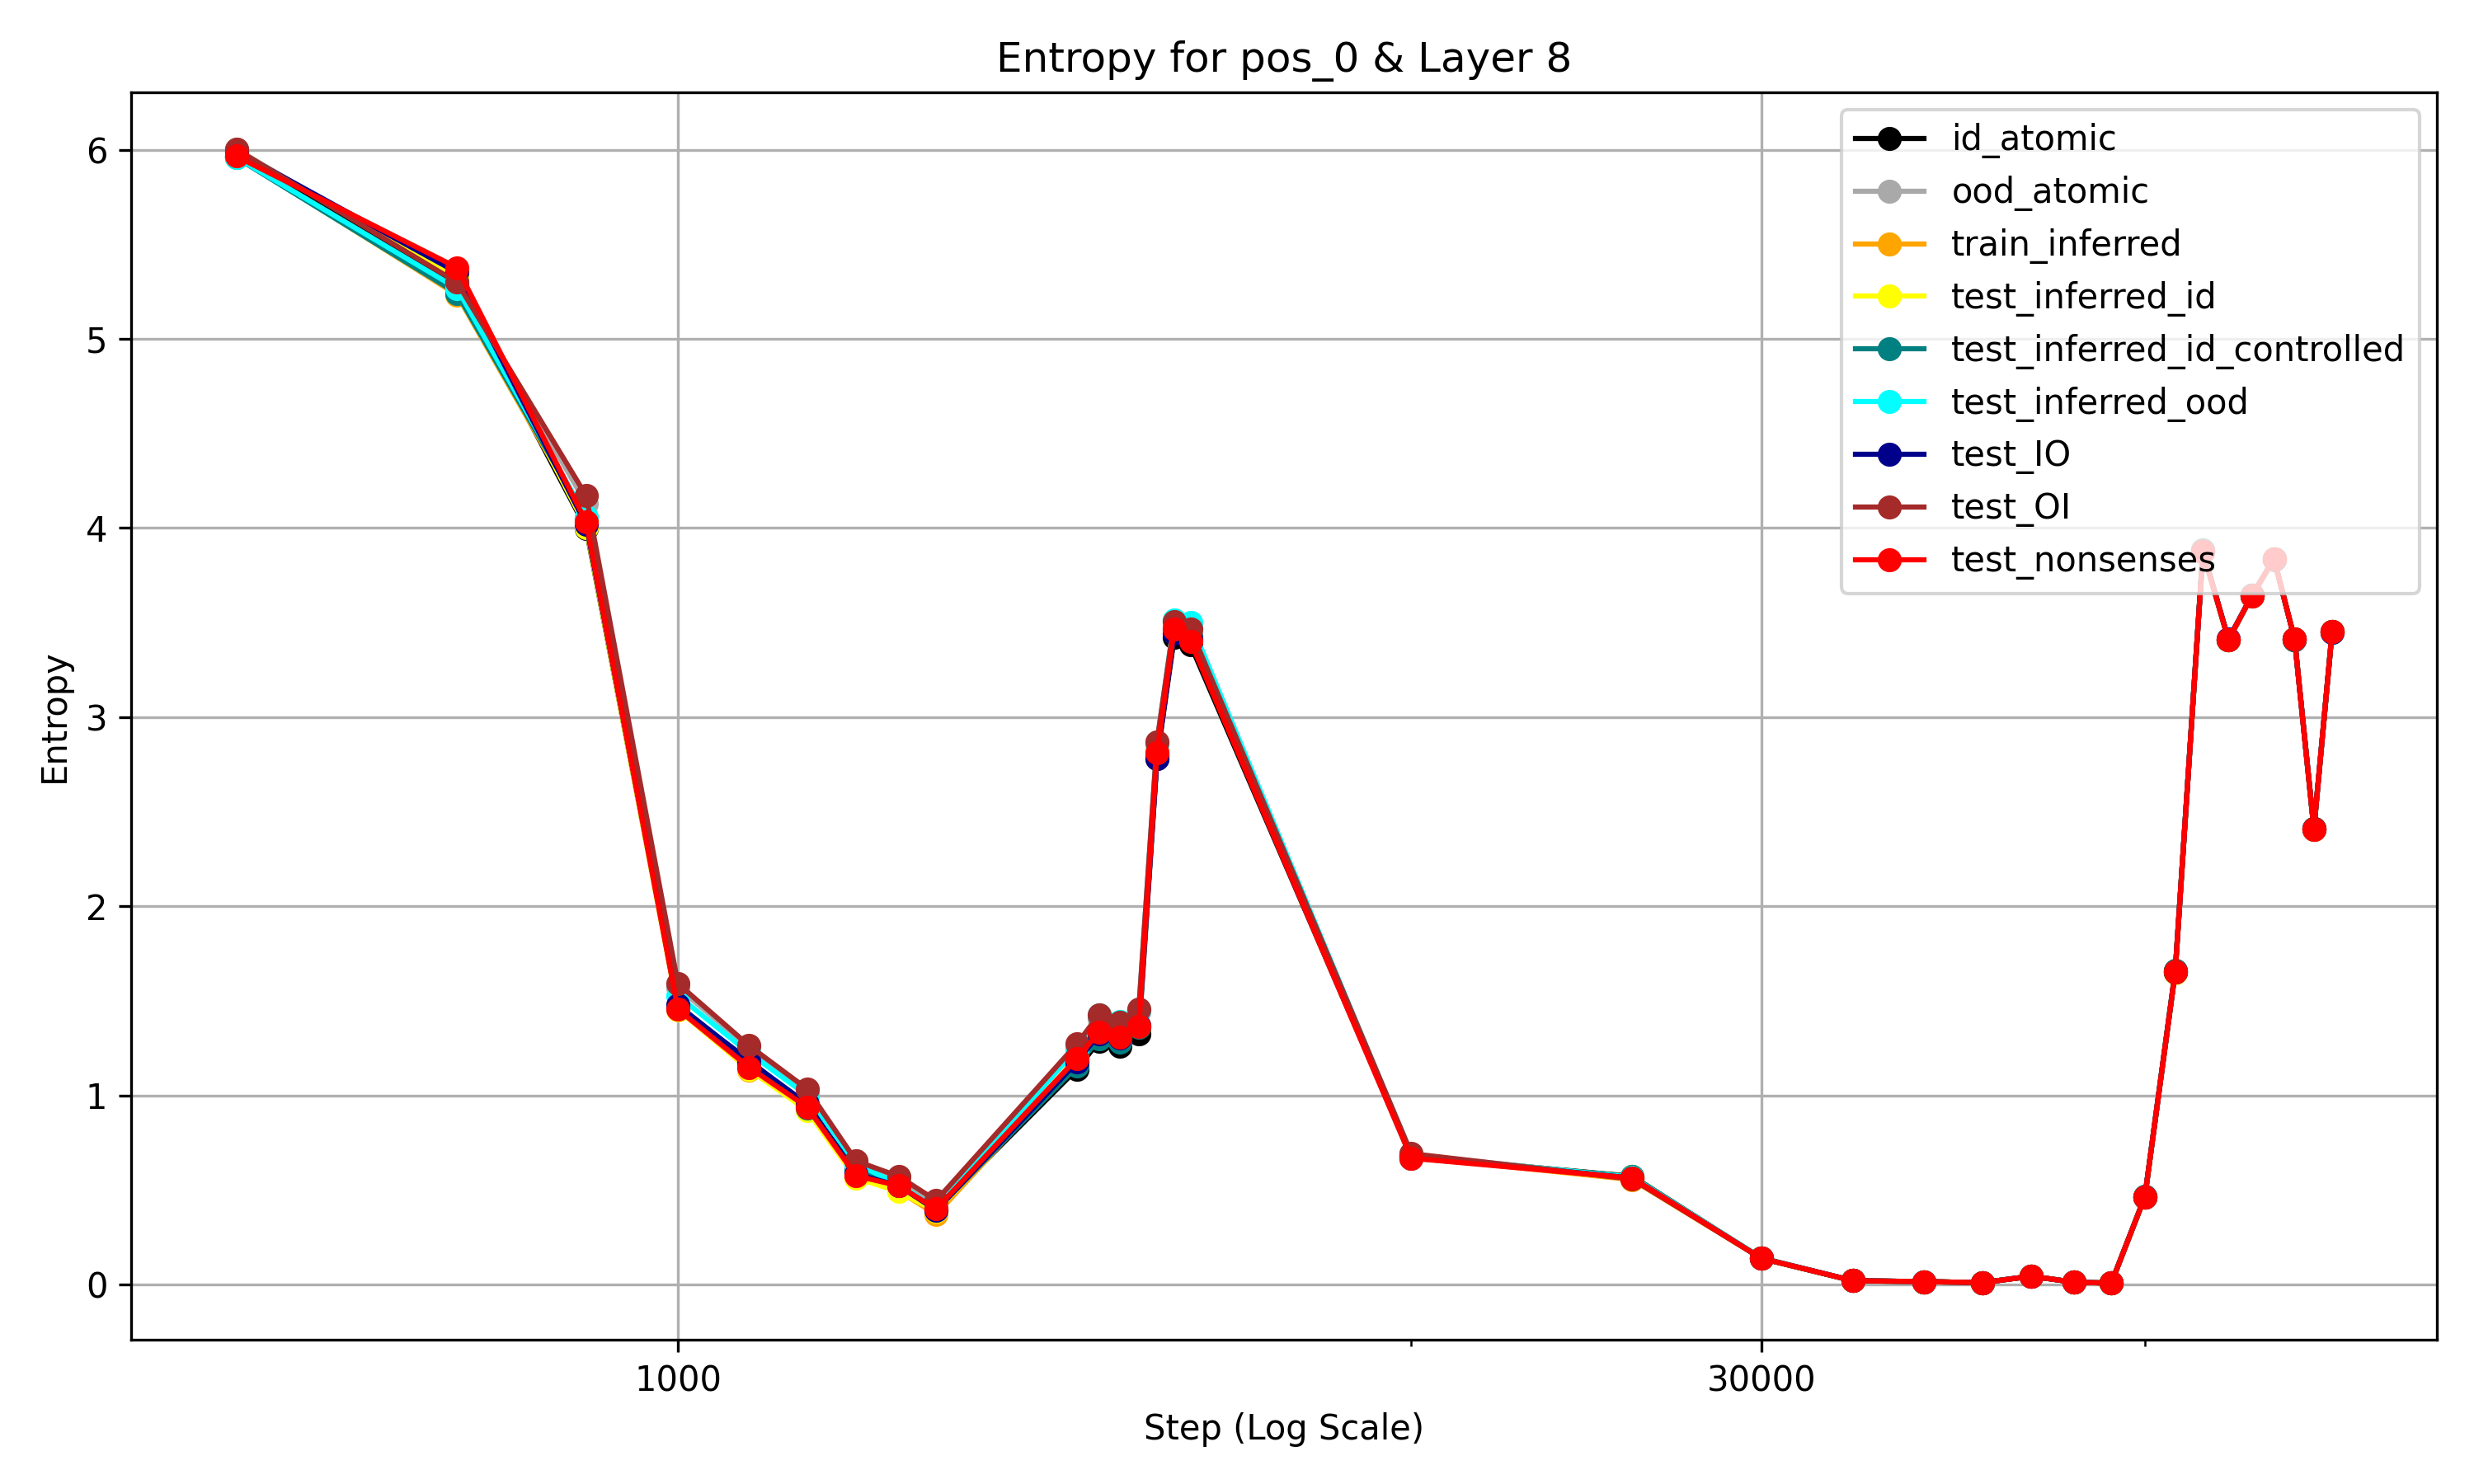 Entropy for pos_0 & Layer 8
6
5
4
3
2
1
0
Entropy
id_atomic
ood_atomic
train_inferred
test_inferred_id
test_inferred_id_controlled
test_inferred_ood
test_IO
test_OI
test_nonsenses
1000
30000
Step (Log Scale)